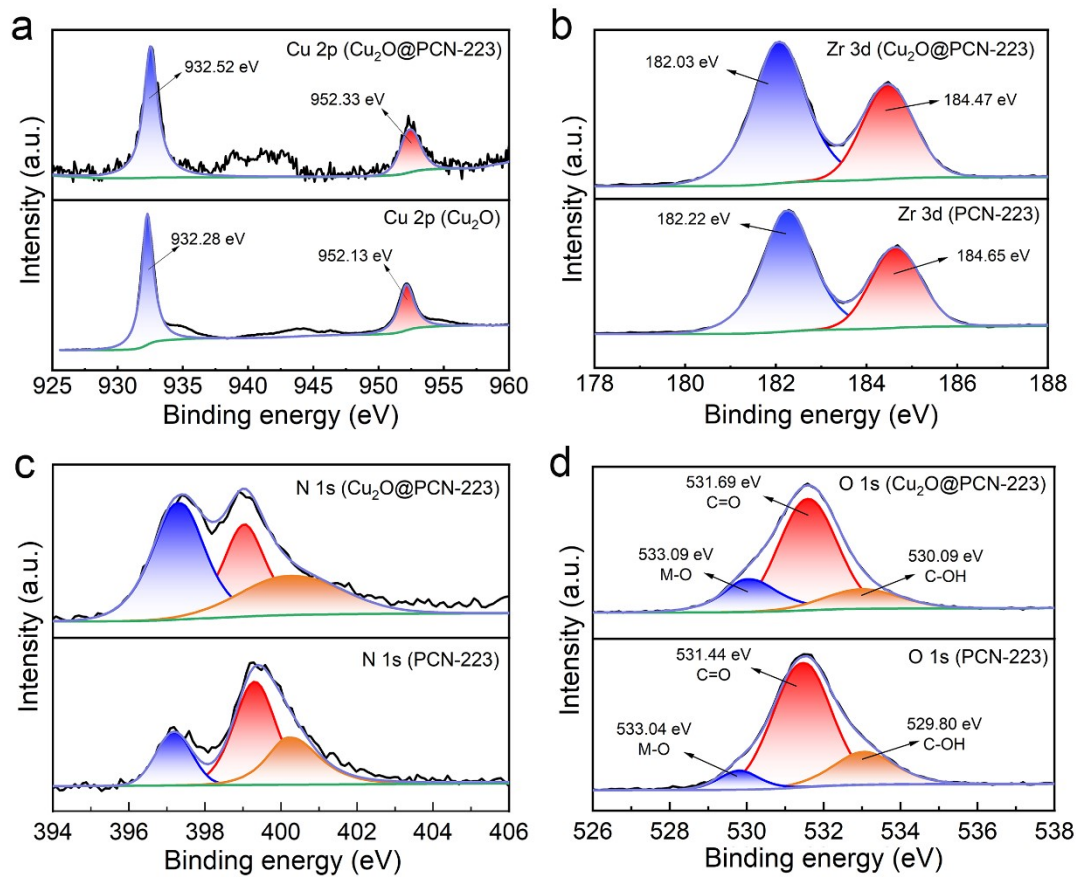 a
Cu 2p (Cu₂O@PCN-223)
932.52 eV
952.33 eV
Cu 2p (Cu₂O)
932.28 eV
952.13 eV
Intensity (a.u.)
925 930 935 940 945 950 955 960
Binding energy (eV)
b
Zr 3d (Cu₂O@PCN-223)
182.03 eV
184.47 eV
Zr 3d (PCN-223)
182.22 eV
184.65 eV
Intensity (a.u.)
178 180 182 184 186 188
Binding energy (eV)
c
N 1s (Cu₂O@PCN-223)
N 1s (PCN-223)
Intensity (a.u.)
394 396 398 400 402 404 406
Binding energy (eV)
d
O 1s (Cu₂O@PCN-223)
531.69 eV
C=O
533.09 eV
M-O
530.09 eV
C-OH
O 1s (PCN-223)
531.44 eV
C=O
533.04 eV
M-O
529.80 eV
C-OH
Intensity (a.u.)
526 528 530 532 534 536 538
Binding energy (eV)